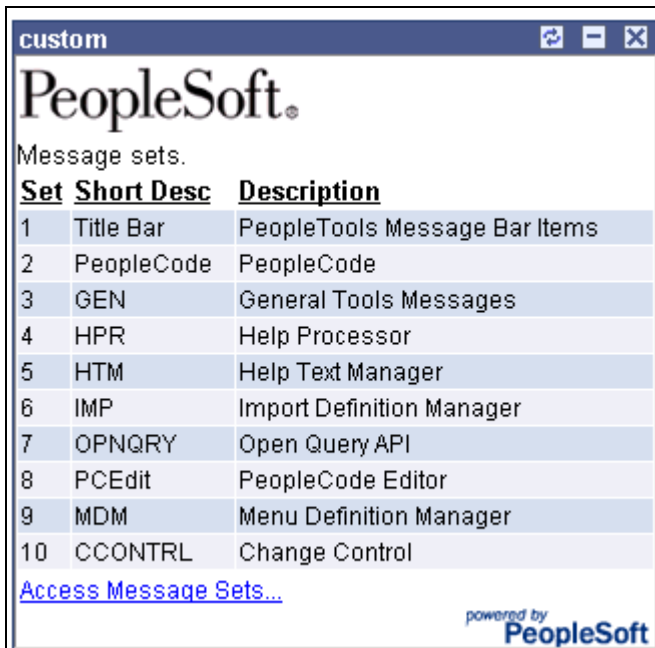 custom
PeopleSoft®
Message sets.
Set Short Desc Description
1 Title Bar PeopleTools Message Bar Items
2 PeopleCode PeopleCode
3 GEN General Tools Messages
4 HPR Help Processor
5 HTM Help Text Manager
6 IMP Import Definition Manager
7 OPNQRY Open Query API
8 PCEdit PeopleCode Editor
9 MDM Menu Definition Manager
10 CCONTRL Change Control
Access Message Sets...
powered by
PeopleSoft